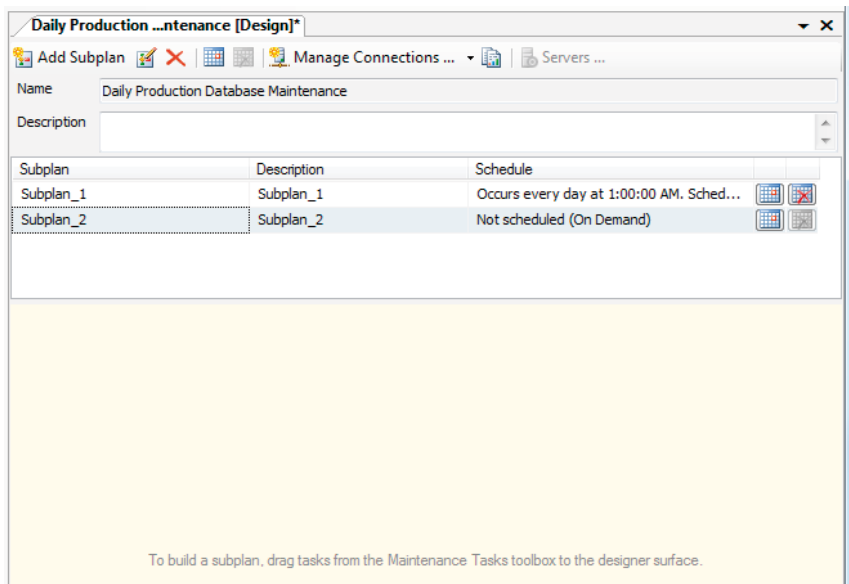 Daily Production ...ntenance [Design]*
Add Subplan Manage Connections ... Servers ...
Name Daily Production Database Maintenance
Description
Subplan Description Schedule
Subplan_1 Subplan_1 Occurs every day at 1:00:00 AM. Sched...
Subplan_2 Subplan_2 Not scheduled (On Demand)
To build a subplan, drag tasks from the Maintenance Tasks toolbox to the designer surface.